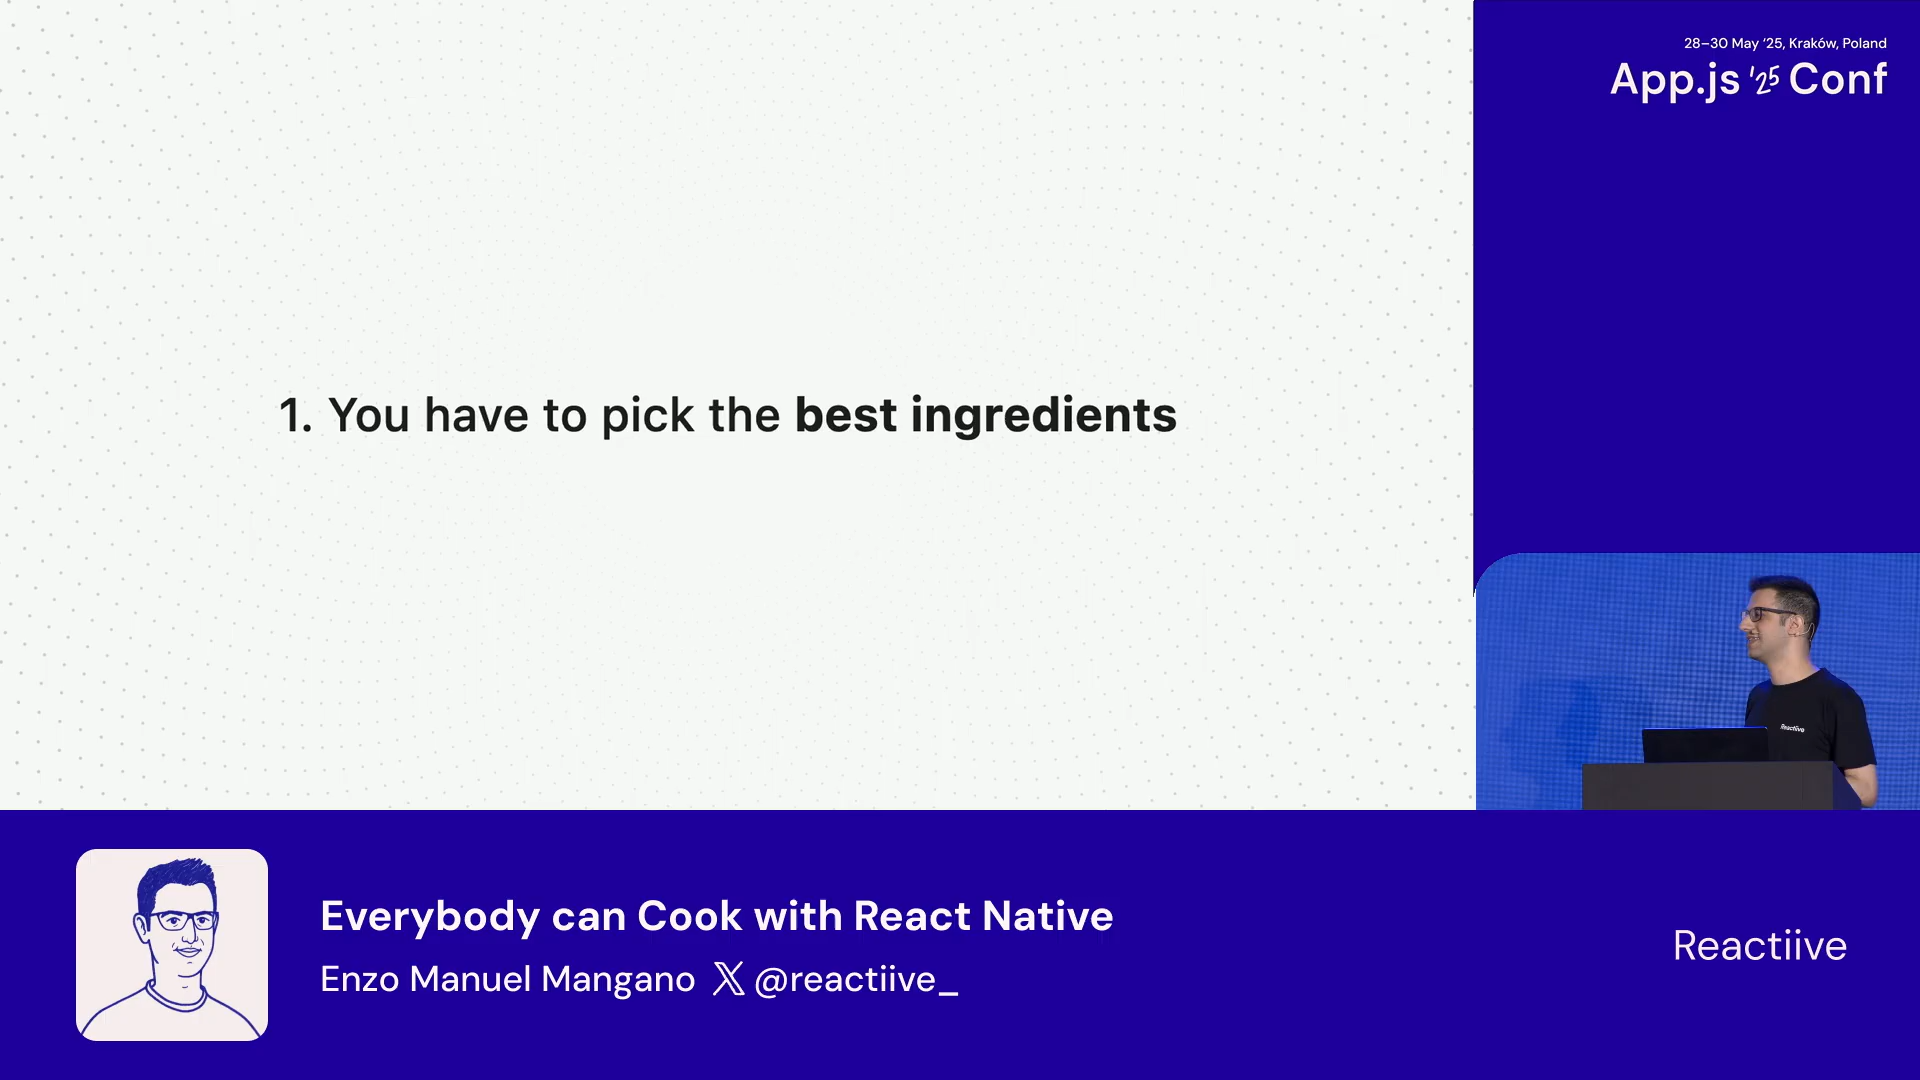 28–30 May ‘25, Kraków, Poland
App.js '25 Conf
1. You have to pick the best ingredients
Reactiive
Everybody can Cook with React Native
Enzo Manuel Mangano 𝕏 @reactiive_
Reactiive